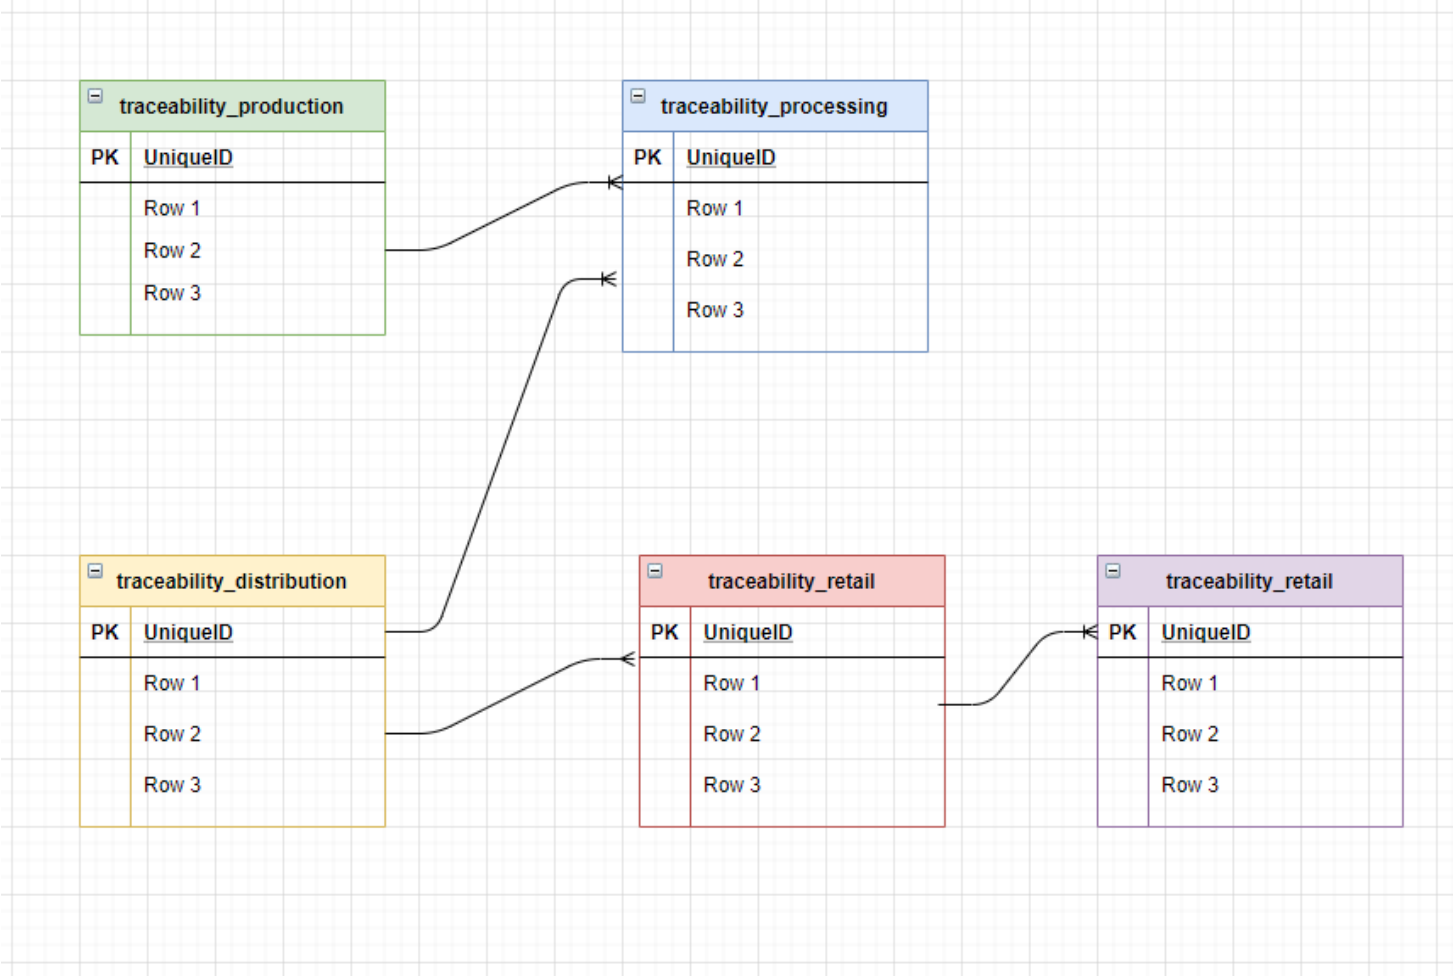 traceability_production
PK UniqueID
Row 1
Row 2
Row 3
traceability_processing
PK UniqueID
Row 1
Row 2
Row 3
traceability_distribution
PK UniqueID
Row 1
Row 2
Row 3
traceability_retail
PK UniqueID
Row 1
Row 2
Row 3
traceability_retail
PK UniqueID
Row 1
Row 2
Row 3